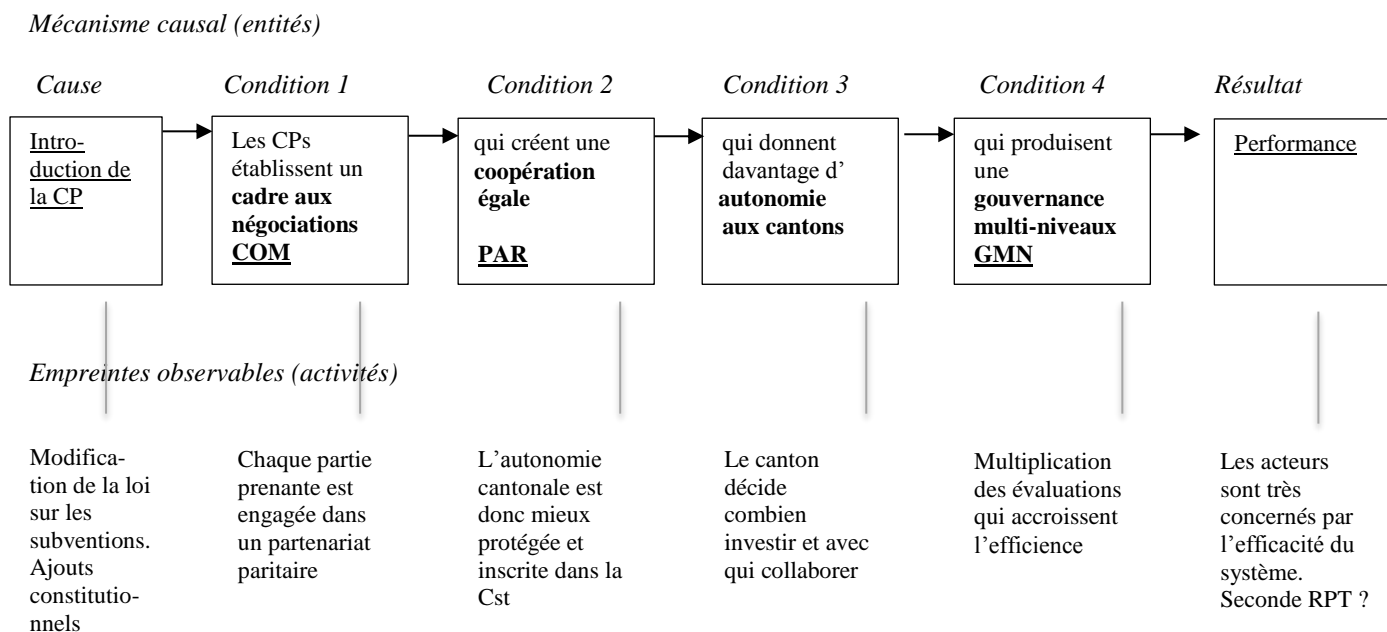 Mécanisme causal (entités)
Cause
Condition 1
Condition 2
Condition 3
Condition 4
Résultat
Intro-
duction de
la CP
Les CPs
établissent un
cadre aux
négociations
COM
qui créent une
coopération
égale
PAR
qui donnent
davantage d’
autonomie
aux cantons
qui produisent
une
gouvernance
multi-niveaux
GMN
Performance
Empreintes observables (activités)
Modifica-
tion de la loi
sur les
subventions.
Ajouts
constitutio-
nnels
Chaque partie
prenante est
engagée dans
un partenariat
paritaire
L’autonomie
cantonale est
donc mieux
protégée et
inscrite dans la
Cst
Le canton
décide
combien
investir et avec
qui collaborer
Multiplication
des évaluations
qui accroissent
l’efficience
Les acteurs
sont très
concernés par
l’efficacité du
système.
Seconde RPT ?